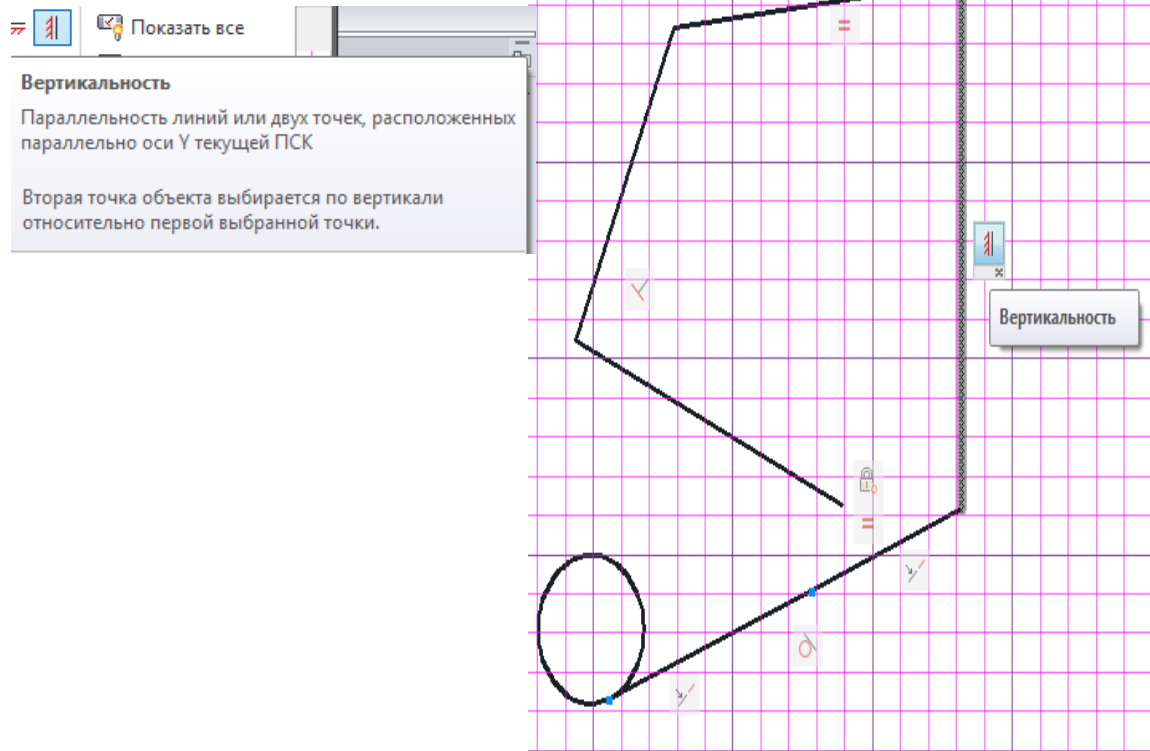 Показать все
Вертикальность
Параллельность линий или двух точек, расположенных
параллельно оси Y текущей ПСК
Вторая точка объекта выбирается по вертикали
относительно первой выбранной точки.
Вертикальность